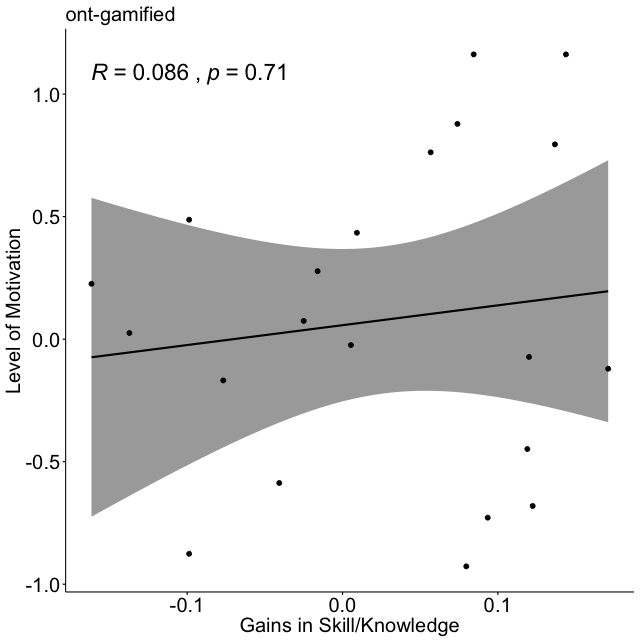 ont-gamified
R = 0.086 , p = 0.71
1.0
0.5
0.0
-0.5
-1.0
Level of Motivation
-0.1
0.0
0.1
Gains in Skill/Knowledge